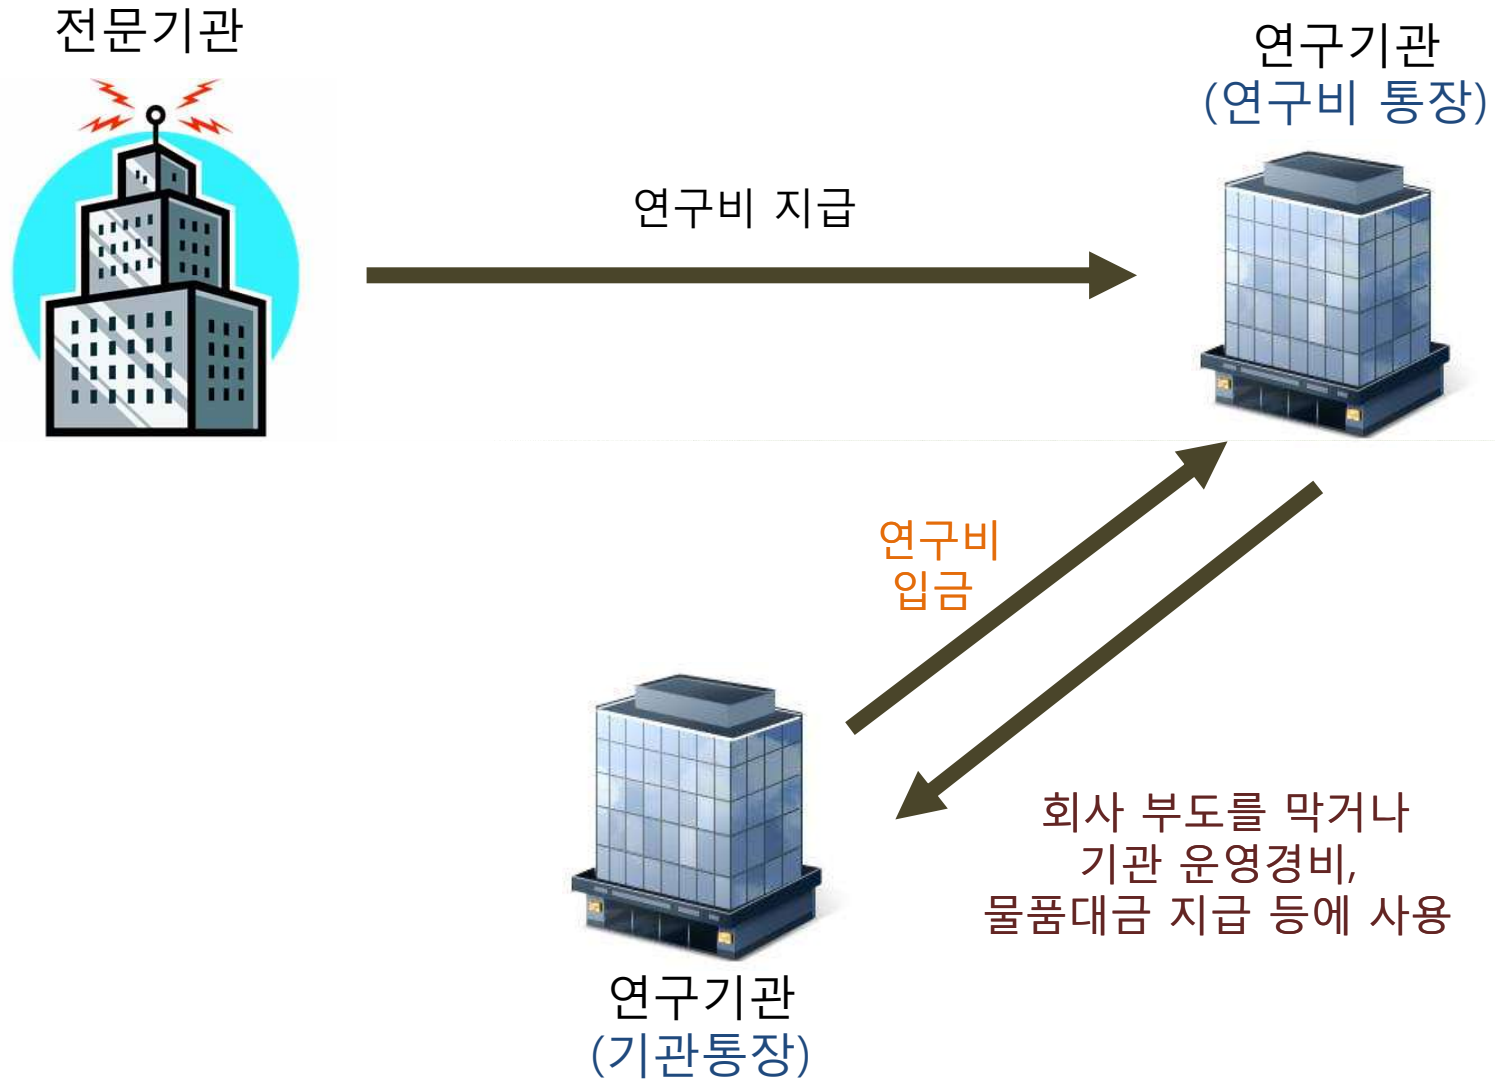 전문기관
연구기관
(연구비 통장)
연구비 지급
연구비
입금
회사 부도를 막거나
기관 운영경비,
물품대금 지급 등에 사용
연구기관
(기관통장)